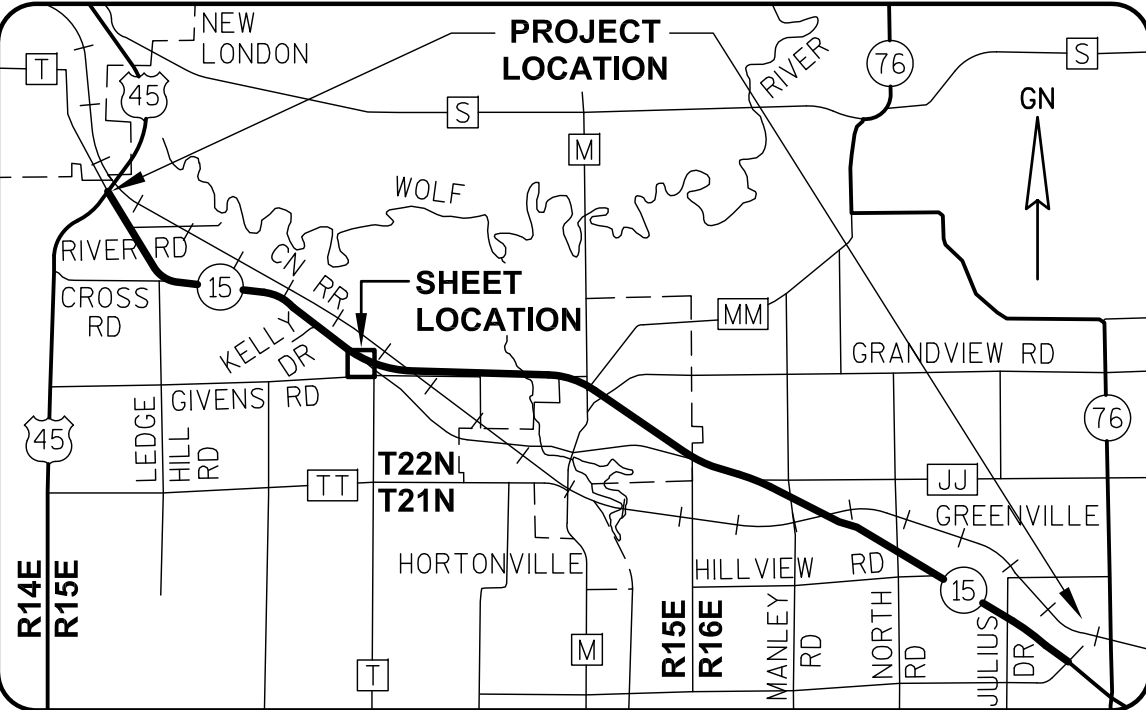 NEW
LONDON
PROJECT
LOCATION
RIVER
76
S
T
45
S
GN
M
WOLF
RIVER RD
CN RR
15
SHEET
LOCATION
CROSS
RD
MM
KELLY
DR
GRANDVIEW RD
GIVENS RD
45
LEDGE
HILL
RD
76
T22N
T21N
TT
JJ
GREENVILLE
HORTONVILLE
HILLVIEW RD
R14E
R15E
15
R15E
R16E
MANLEY
RD
NORTH
RD
JULIUS
DR
M
T